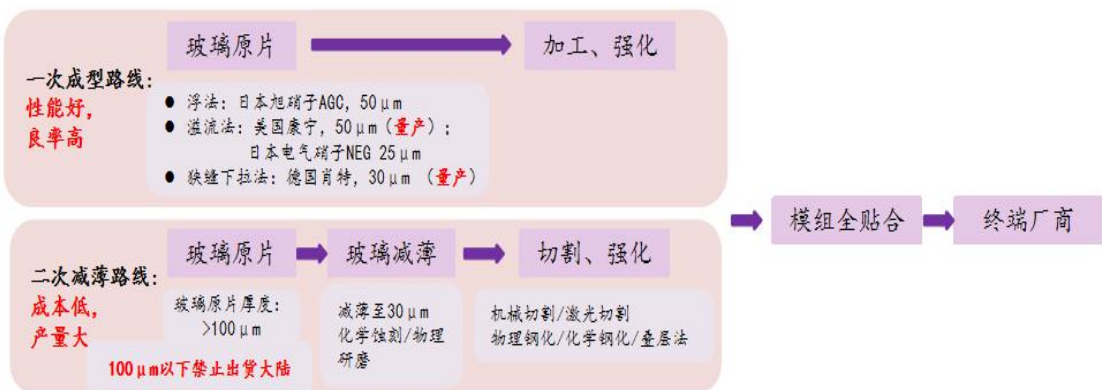 玻璃原片
加工、强化
一次成型路线:
性能好,
良率高
● 浮法: 日本旭硝子AGC, 50μm
● 溢流法: 美国康宁, 50μm (量产);
日本电气硝子NEG 25μm
● 狭缝下拉法: 德国肖特, 30μm (量产)
玻璃原片
玻璃减薄
切割、强化
二次减薄路线:
成本低,
产量大
玻璃原片厚度:
>100μm
100μm以下禁止出货大陆
减薄至30μm
化学蚀刻/物理
研磨
机械切割/激光切割
物理钢化/化学钢化/叠层法
模组全贴合
终端厂商